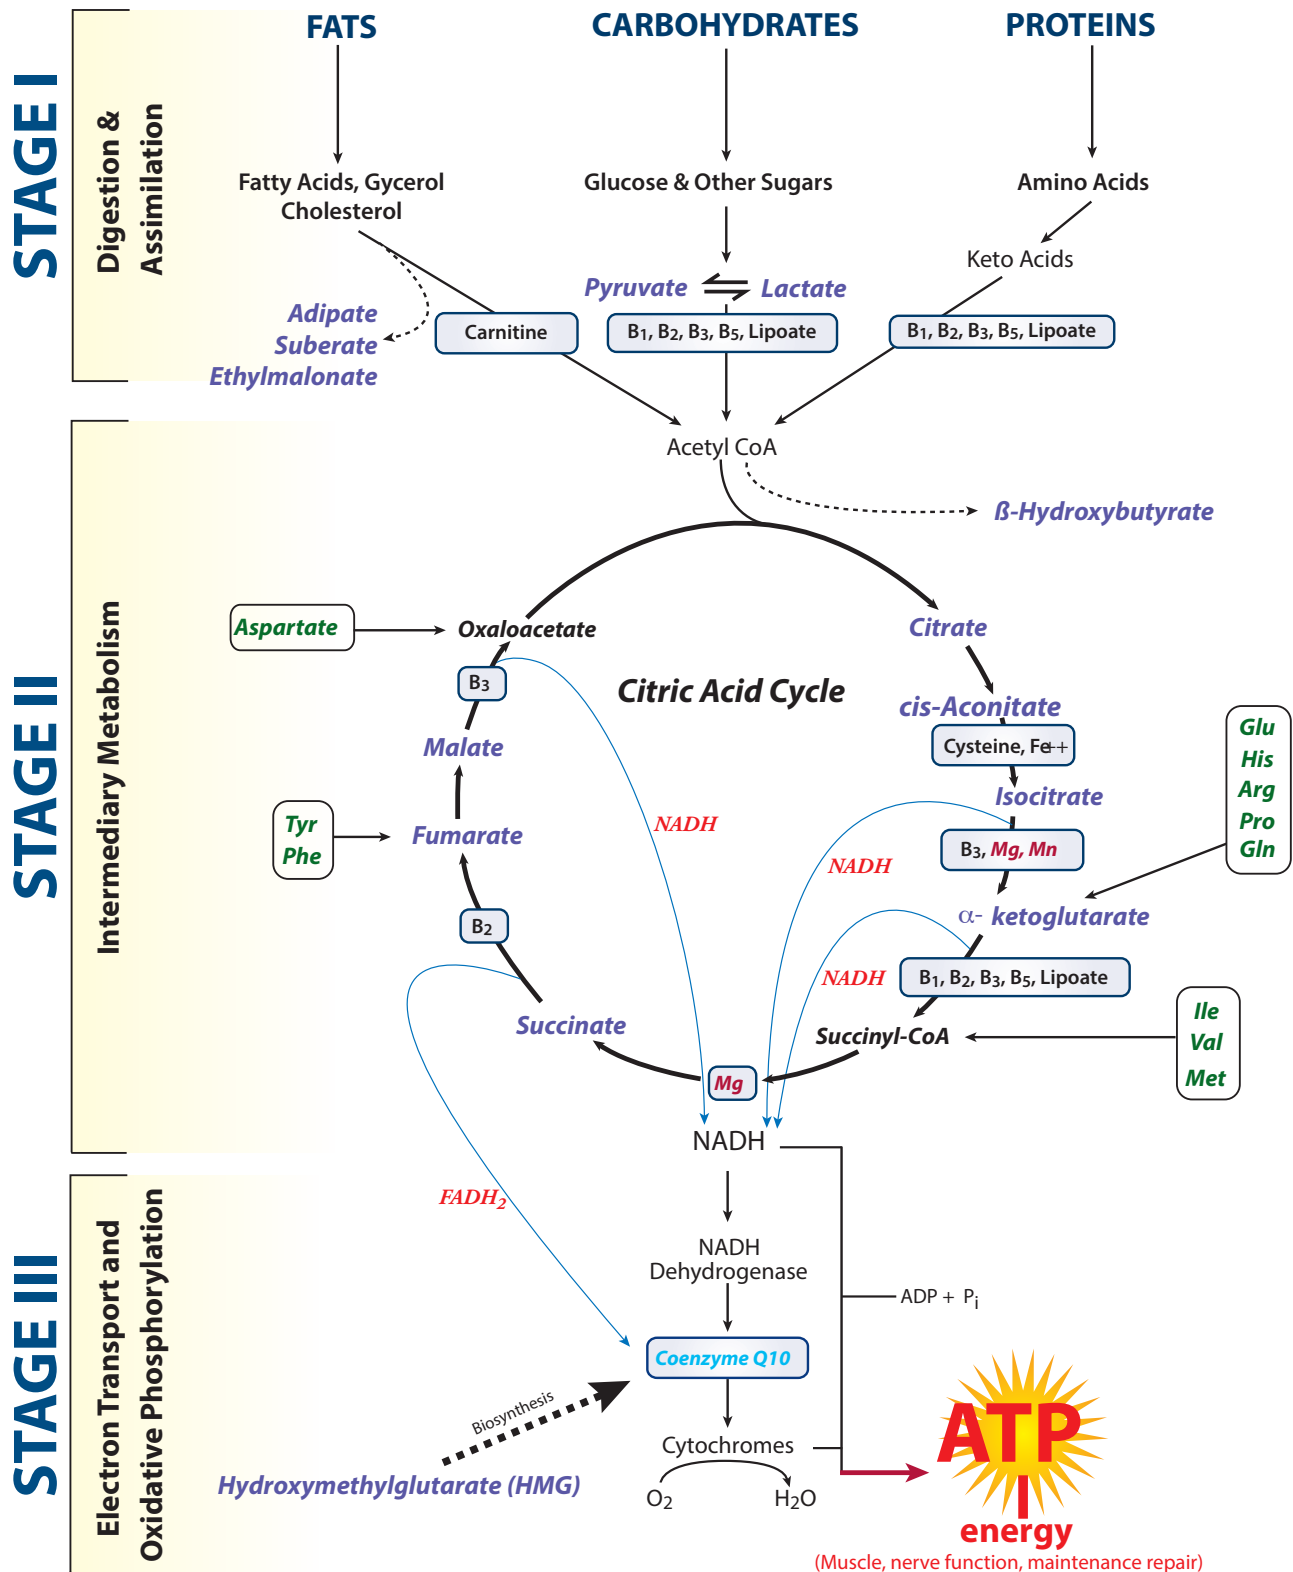 STAGE I
Digestion &
Assimilation
FATS
CARBOHYDRATES
PROTEINS
Fatty Acids, Gycerol
Cholesterol
Glucose & Other Sugars
Amino Acids
Keto Acids
Pyruvate
Lactate
Adipate
Suberate
Ethylmalonate
Carnitine
B1, B2, B3, B5, Lipoate
B1, B2, B3, B5, Lipoate
STAGE II
Intermediary Metabolism
Acetyl CoA
ß-Hydroxybutyrate
Aspartate
Oxaloacetate
Citrate
B3
Citric Acid Cycle
cis-Aconitate
Malate
Cysteine, Fe++
Glu
His
Arg
Pro
Gln
Isocitrate
Tyr
Phe
Fumarate
NADH
B3, Mg, Mn
NADH
α- ketoglutarate
B2
NADH
B1, B2, B3, B5, Lipoate
Succinate
Succinyl-CoA
Ile
Val
Met
Mg
NADH
STAGE III
Electron Transport and
Oxidative Phosphorylation
FADH2
NADH
Dehydrogenase
ADP + Pi
Coenzyme Q10
Biosynthesis
Cytochromes
Hydroxymethylglutarate (HMG)
O2
H2O
ATP
energy
(Muscle, nerve function, maintenance repair)